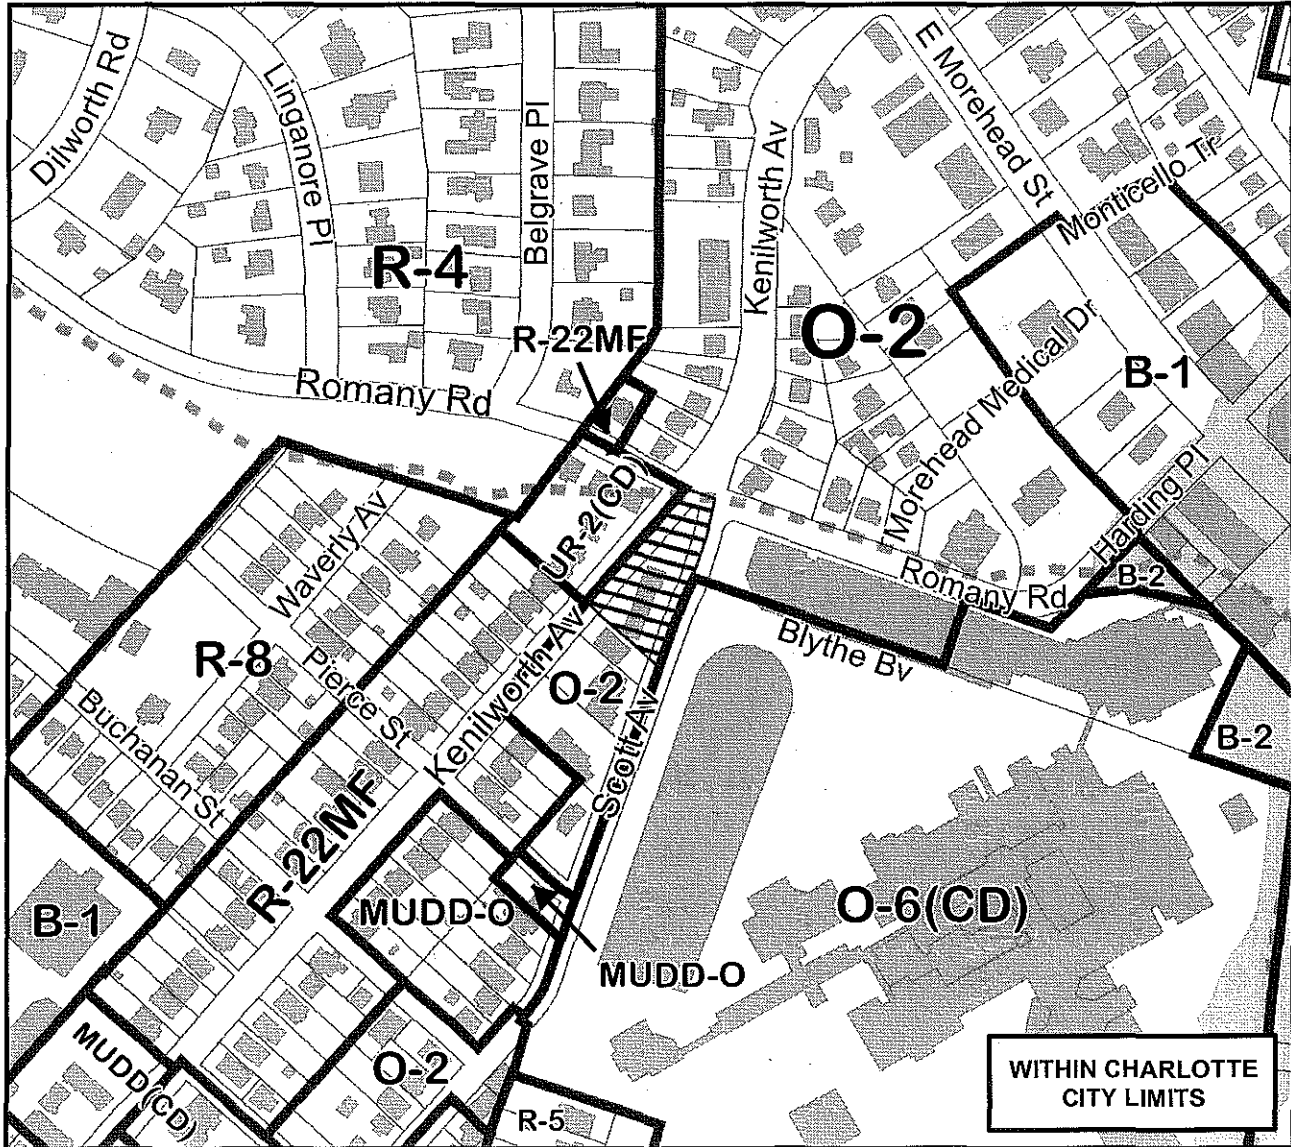 Dilworth Rd
Linganore Pl
Belgrave Pl
Kenilworth Av
E Morehead St
Monticello Tr
R-4
O-2
R-22MF
Morehead Medical Dr
B-1
Romany Rd
Harding Pl
UR-2(CD)
Waverly Av
Romany Rd
B-2
Blythe Bv
R-8
Pierce St
Kenilworth Av
O-2
Scott Av
B-2
Buchanan St
R-22MF
B-1
MUDD-O
O-6(CD)
MUDD-O
MUDD(CD)
O-2
R-5
WITHIN CHARLOTTE
CITY LIMITS